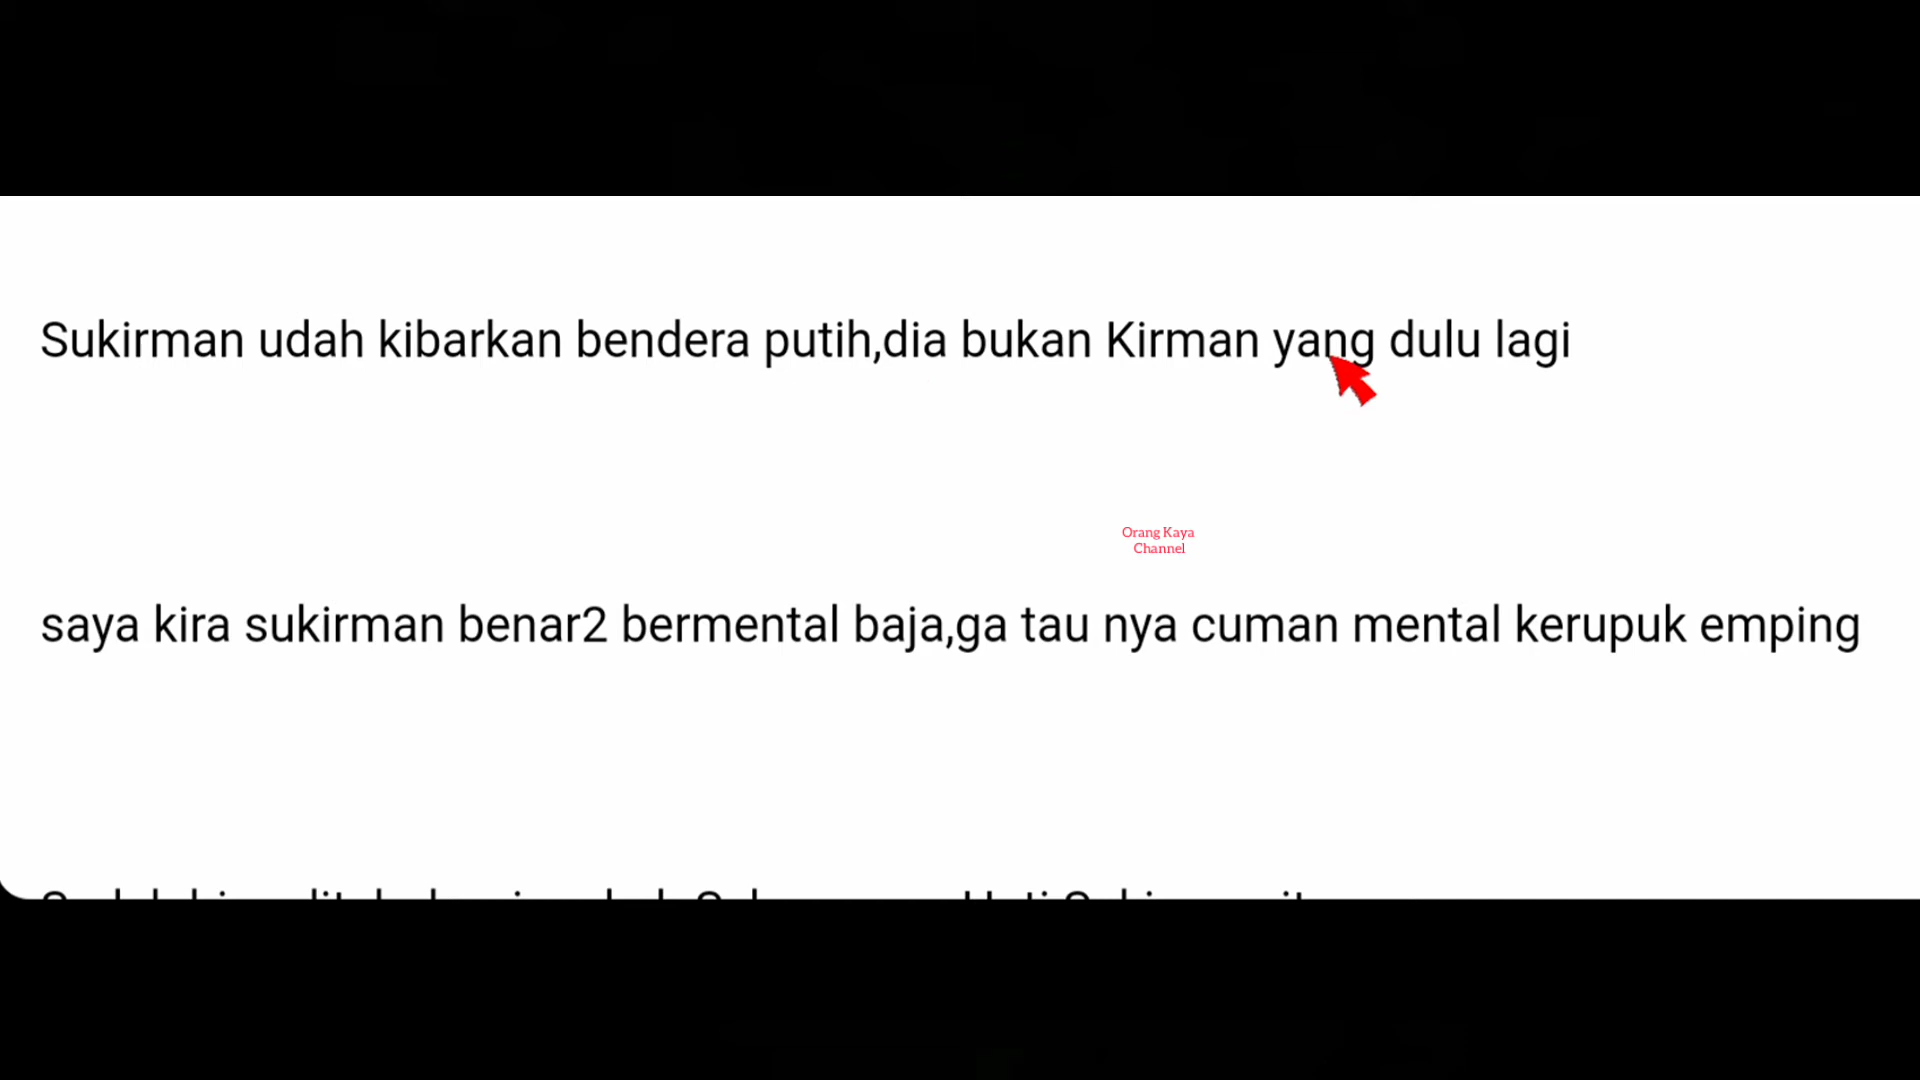 Sukirman udah kibarkan bendera putih,dia bukan Kirman yang dulu lagi
Orang Kaya
Channel
saya kira sukirman benar2 bermental baja,ga tau nya cuman mental kerupuk emping